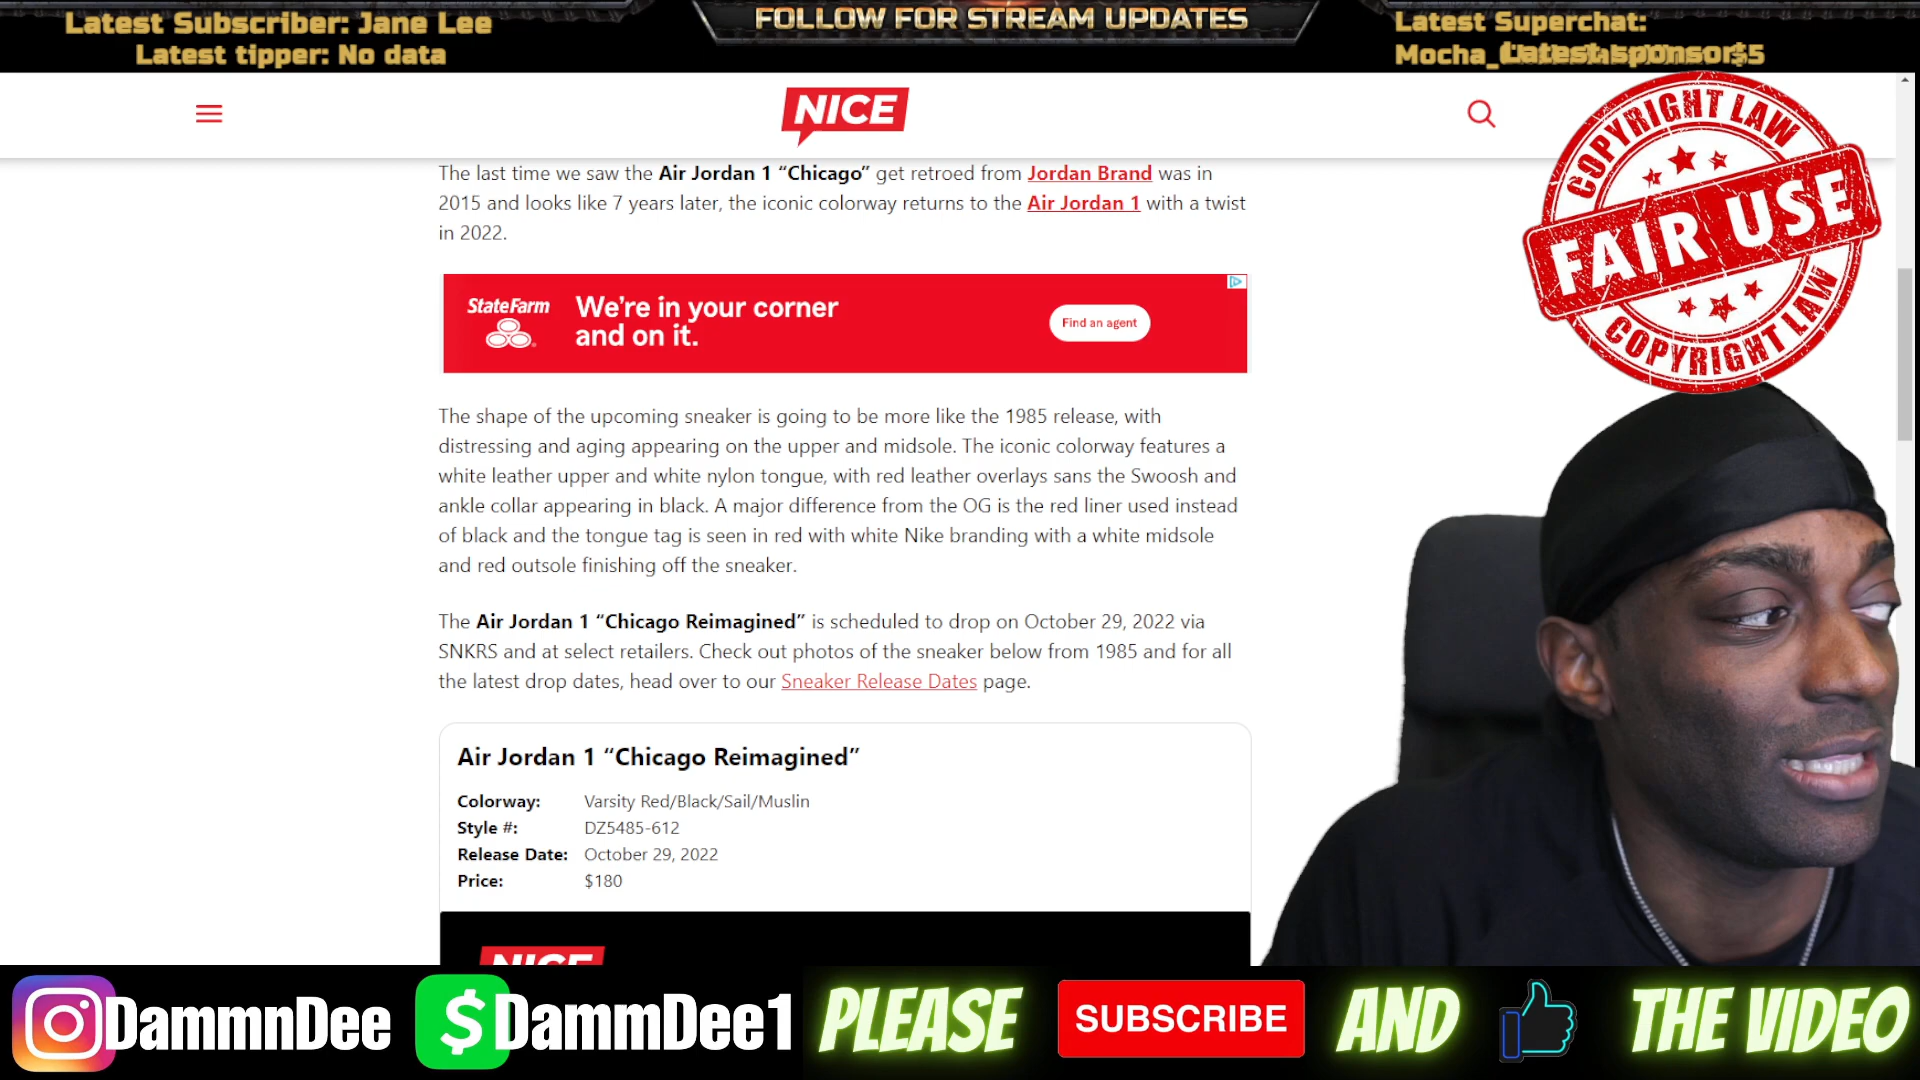 Latest Subscriber: Jane Lee
Latest tipper: No data
FOLLOW FOR STREAM UPDATES
Latest Superchat:
Mocha_
Latest sponsor:
$5
NICE
COPYRIGHT LAW
FAIR USE
COPYRIGHT LAW
The last time we saw the Air Jordan 1 “Chicago” get retroed from Jordan Brand was in
2015 and looks like 7 years later, the iconic colorway returns to the Air Jordan 1 with a twist
in 2022.
StateFarm
We're in your corner
and on it.
Find an agent
The shape of the upcoming sneaker is going to be more like the 1985 release, with
distressing and aging appearing on the upper and midsole. The iconic colorway features a
white leather upper and white nylon tongue, with red leather overlays sans the Swoosh and
ankle collar appearing in black. A major difference from the OG is the red liner used instead
of black and the tongue tag is seen in red with white Nike branding with a white midsole
and red outsole finishing off the sneaker.
The Air Jordan 1 “Chicago Reimagined” is scheduled to drop on October 29, 2022 via
SNKRS and at select retailers. Check out photos of the sneaker below from 1985 and for all
the latest drop dates, head over to our Sneaker Release Dates page.
Air Jordan 1 “Chicago Reimagined”
Colorway: Varsity Red/Black/Sail/Muslin
Style #: DZ5485-612
Release Date: October 29, 2022
Price: $180
NICE
DammnDee
$ DammDee1
PLEASE SUBSCRIBE AND THE VIDEO